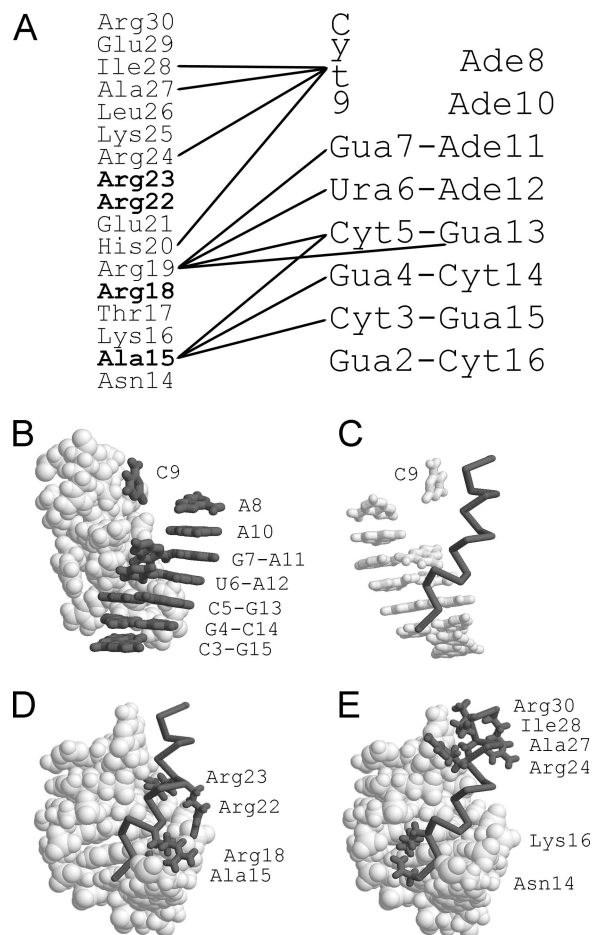 A
Arg30
Glu29
Ile28
Ala27
Leu26
Lys25
Arg24
Arg23
Arg22
Glu21
His20
Arg19
Arg18
Thr17
Lys16
Ala15
Asn14
Cyt9
Ade8
Ade10
Gua7-Ade11
Ura6-Ade12
Cyt5-Gua13
Gua4-Cyt14
Cyt3-Gua15
Gua2-Cyt16
B
C9
A8
A10
G7-A11
U6-A12
C5-G13
G4-C14
C3-G15
C
C9
D
Arg23
Arg22
Arg18
Ala15
E
Arg30
Ile28
Ala27
Arg24
Lys16
Asn14